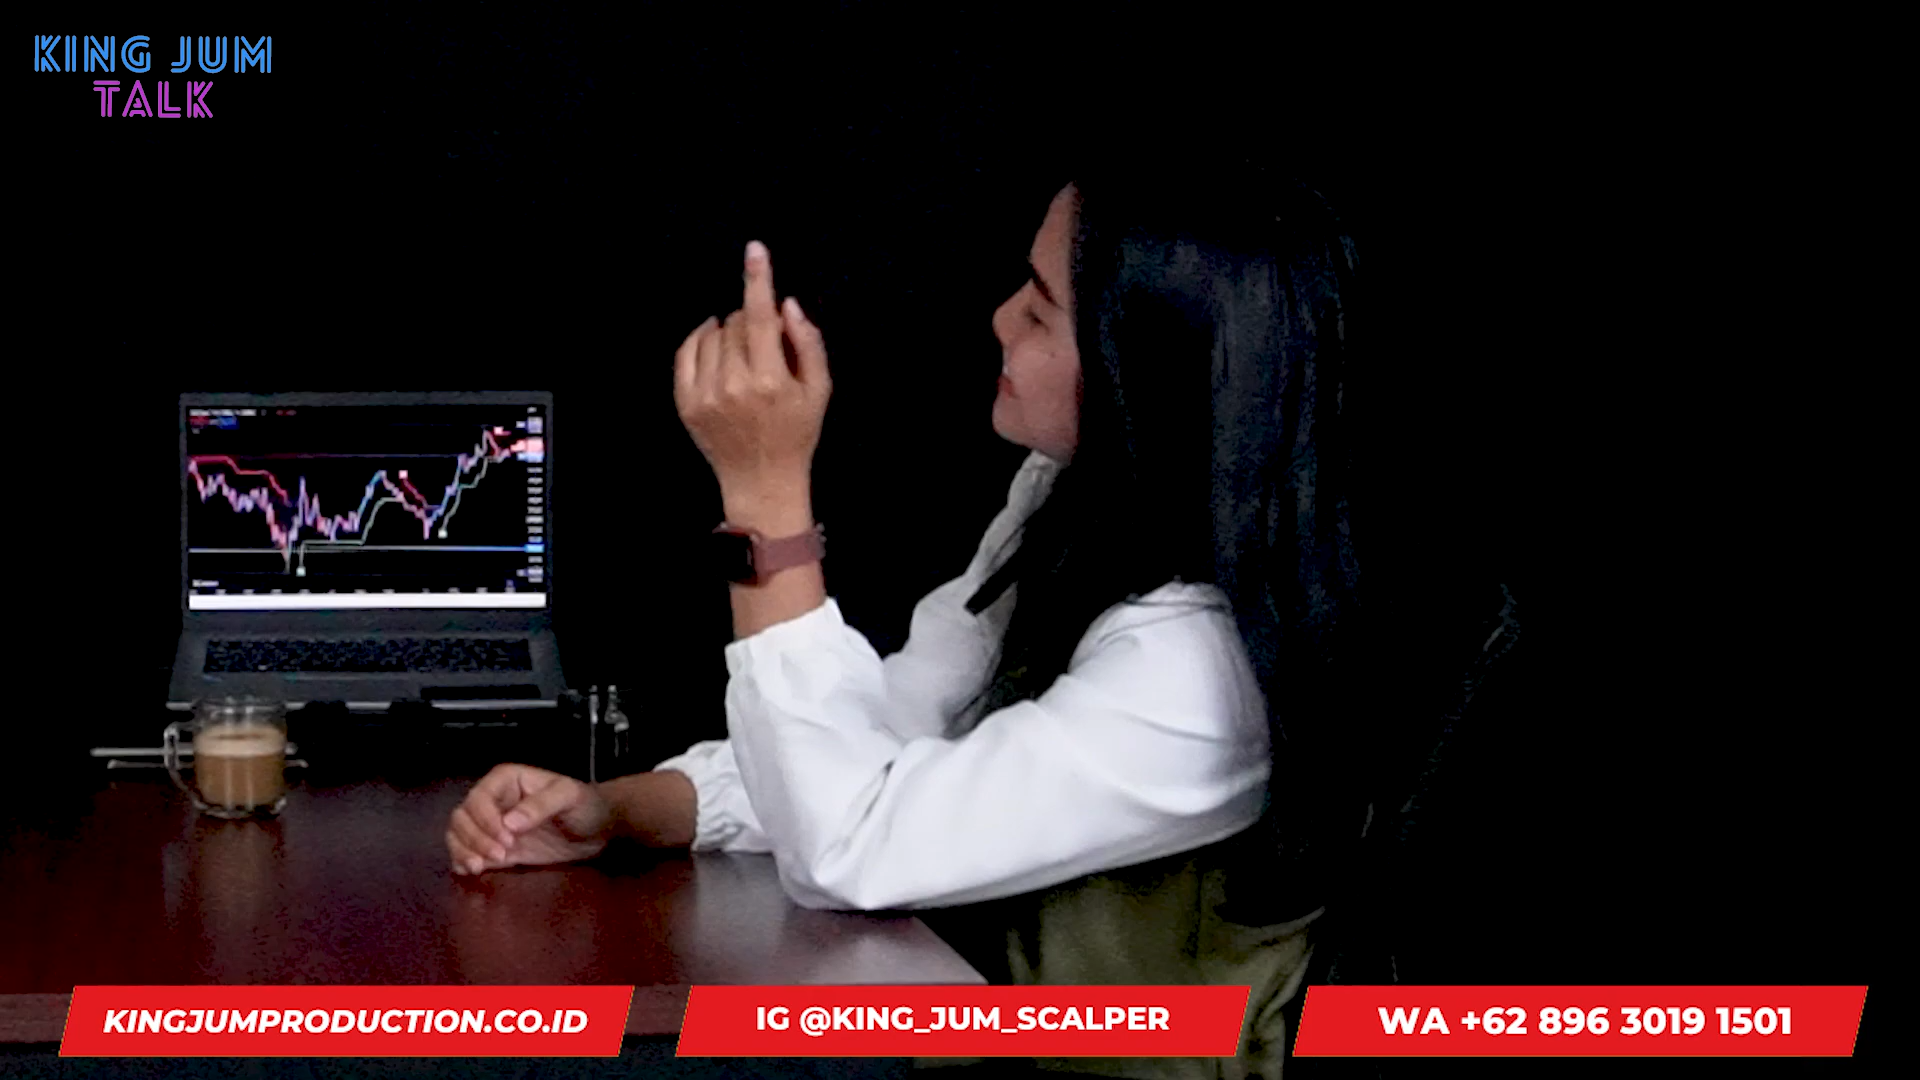 KING JUM
TALK
KINGJUMPRODUCTION.CO.ID
IG @KING_JUM_SCALPER
WA +62 896 3019 1501